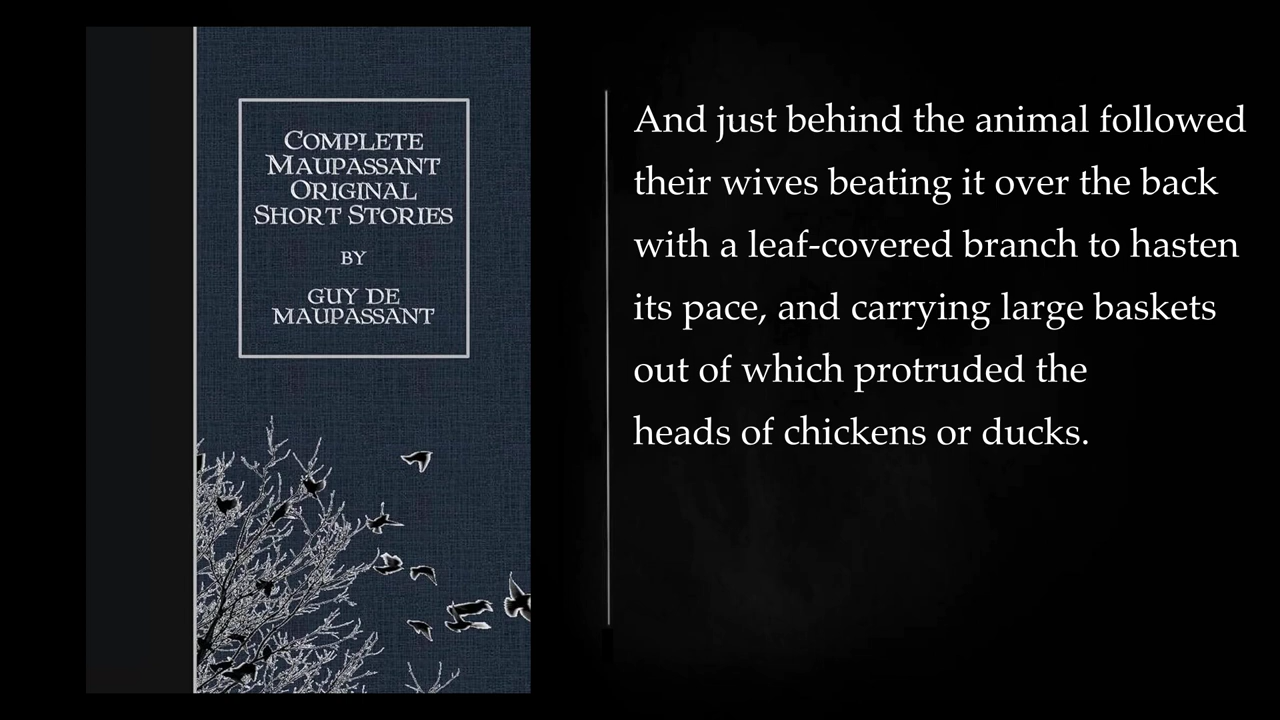 COMPLETE
MAUPASSANT
ORIGINAL
SHORT STORIES
BY
GUY DE
MAUPASSANT
And just behind the animal followed
their wives beating it over the back
with a leaf-covered branch to hasten
its pace, and carrying large baskets
out of which protruded the
heads of chickens or ducks.